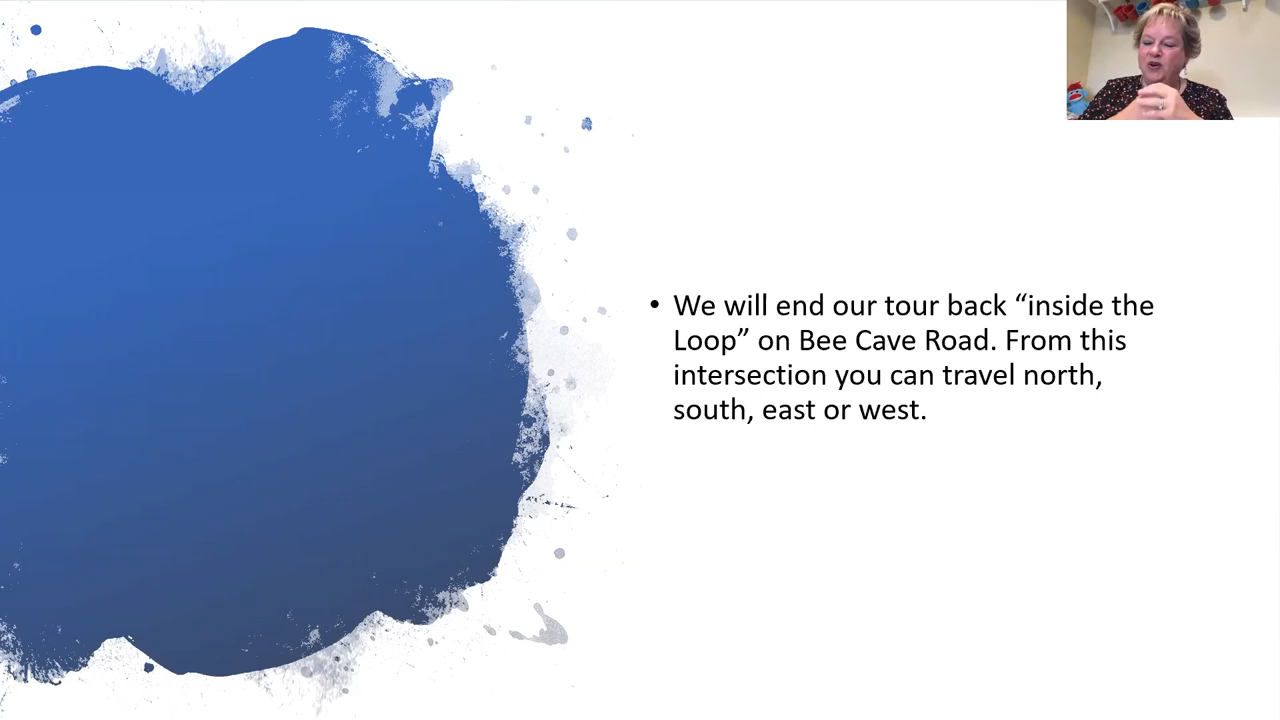 • We will end our tour back “inside the
Loop” on Bee Cave Road. From this
intersection you can travel north,
south, east or west.